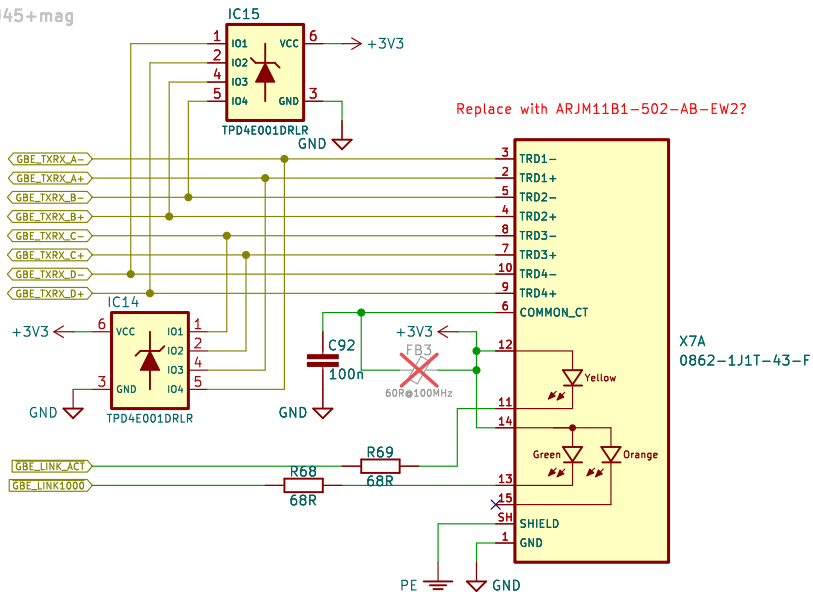 45+mag
IC15
1 IO1 VCC 6 +3V3
2 IO2
4 IO3
5 IO4 GND 3
TPD4E001DRLR
GND
Replace with ARJM11B1-502-AB-EW2?
GBE_TXRX_A- 3 TRD1-
GBE_TXRX_A+ 2 TRD1+
GBE_TXRX_B- 5 TRD2-
GBE_TXRX_B+ 4 TRD2+
GBE_TXRX_C- 8 TRD3-
GBE_TXRX_C+ 7 TRD3+
GBE_TXRX_D- 10 TRD4-
GBE_TXRX_D+ 9 TRD4+
6 COMMON_CT
IC14
+3V3 6 VCC IO1 1
IO2 2
IO3 4
3 GND IO4 5
GND
TPD4E001DRLR
C92
100n
GND
+3V3
FB3
60R@100MHz
X7A
0862-1J1T-43-F
12
Yellow
11
14
Green Orange
13
15
SH SHIELD
1 GND
GBE_LINK_ACT
R69
68R
GBE_LINK1000
R68
68R
PE
GND